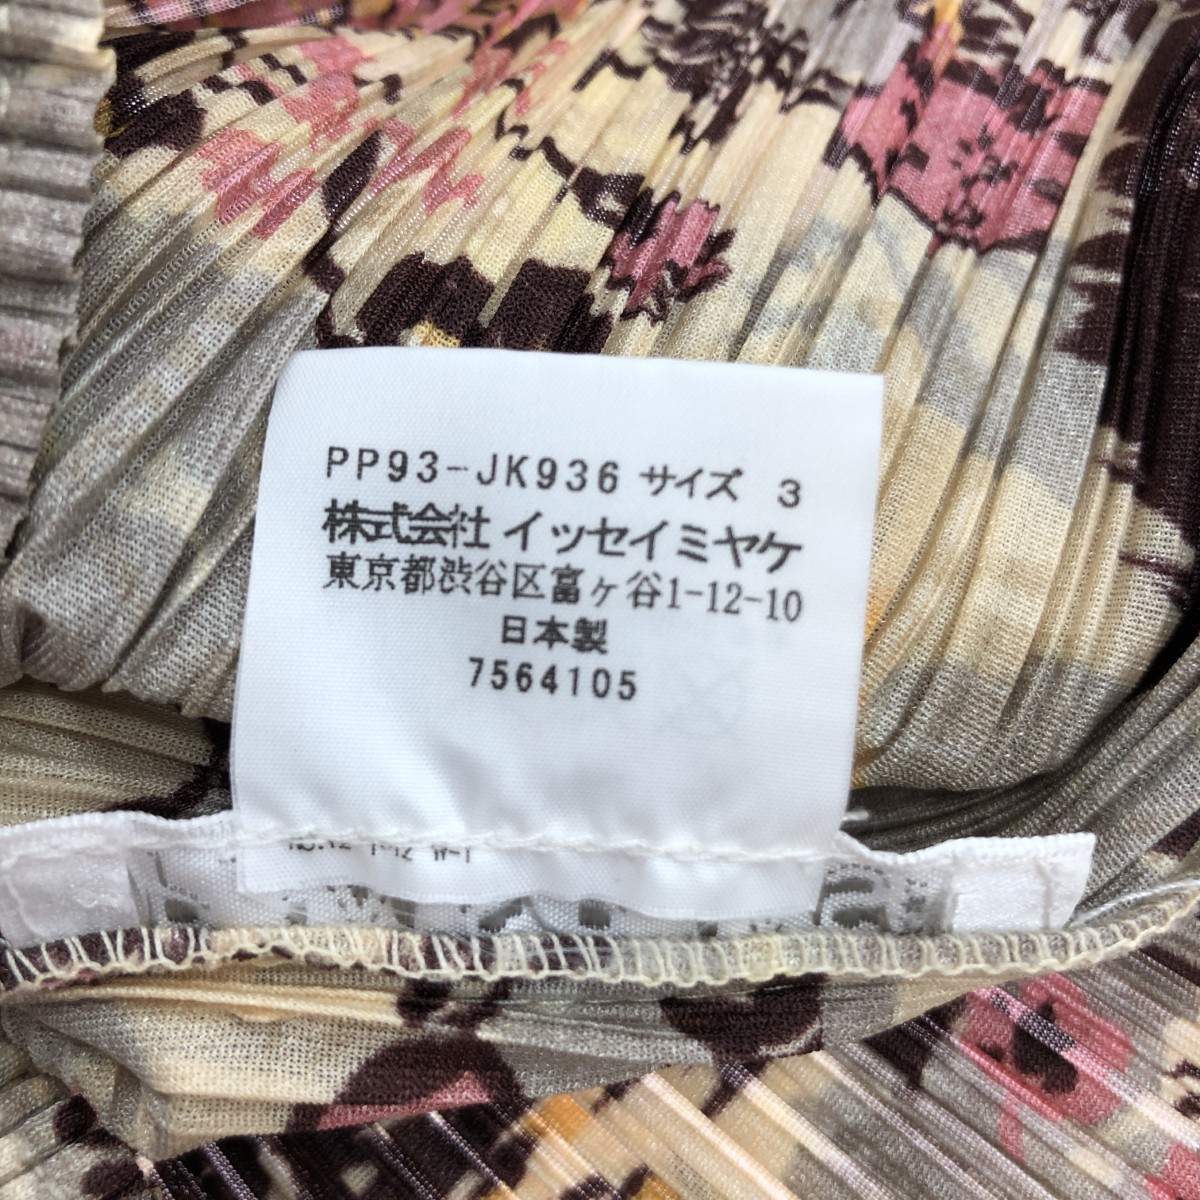 PP93-JK936 サイズ 3
株式会社 イッセイミヤケ
東京都渋谷区富ヶ谷1-12-10
日本製
7564105